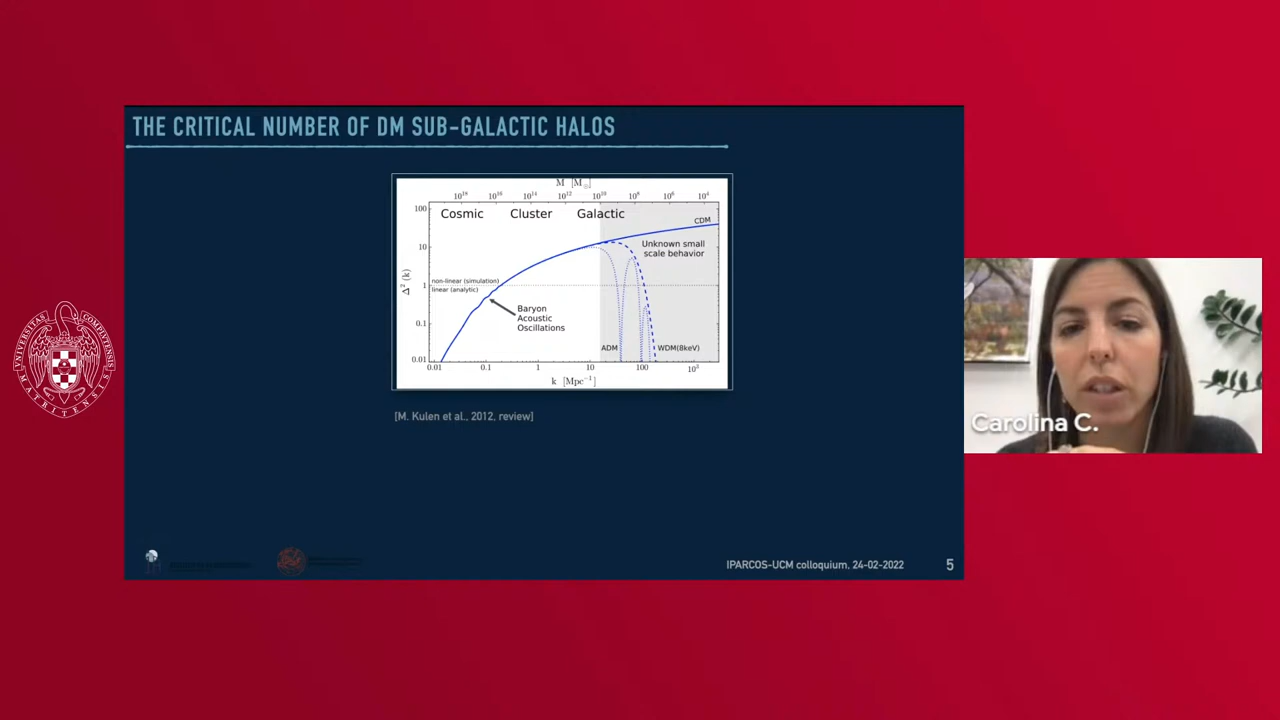 THE CRITICAL NUMBER OF DM SUB-GALACTIC HALOS
M [M☉]
10¹⁸ 10¹⁶ 10¹⁴ 10¹² 10¹⁰ 10⁸ 10⁶ 10⁴
Cosmic Cluster Galactic
CDM
Unknown small
scale behavior
100
10
1
0.1
0.01
Δ² (k)
non-linear (simulation)
linear (analytic)
Baryon
Acoustic
Oscillations
ADM
WDM(8keV)
0.01 0.1 1 10 100 10³
k [Mpc⁻¹]
[M. Kulen et al., 2012, review]
IPARCOS-UCM colloquium, 24-02-2022
5
Carolina C.
UNIVERSITAS COMPLUTENSIS
MATRITENSIS